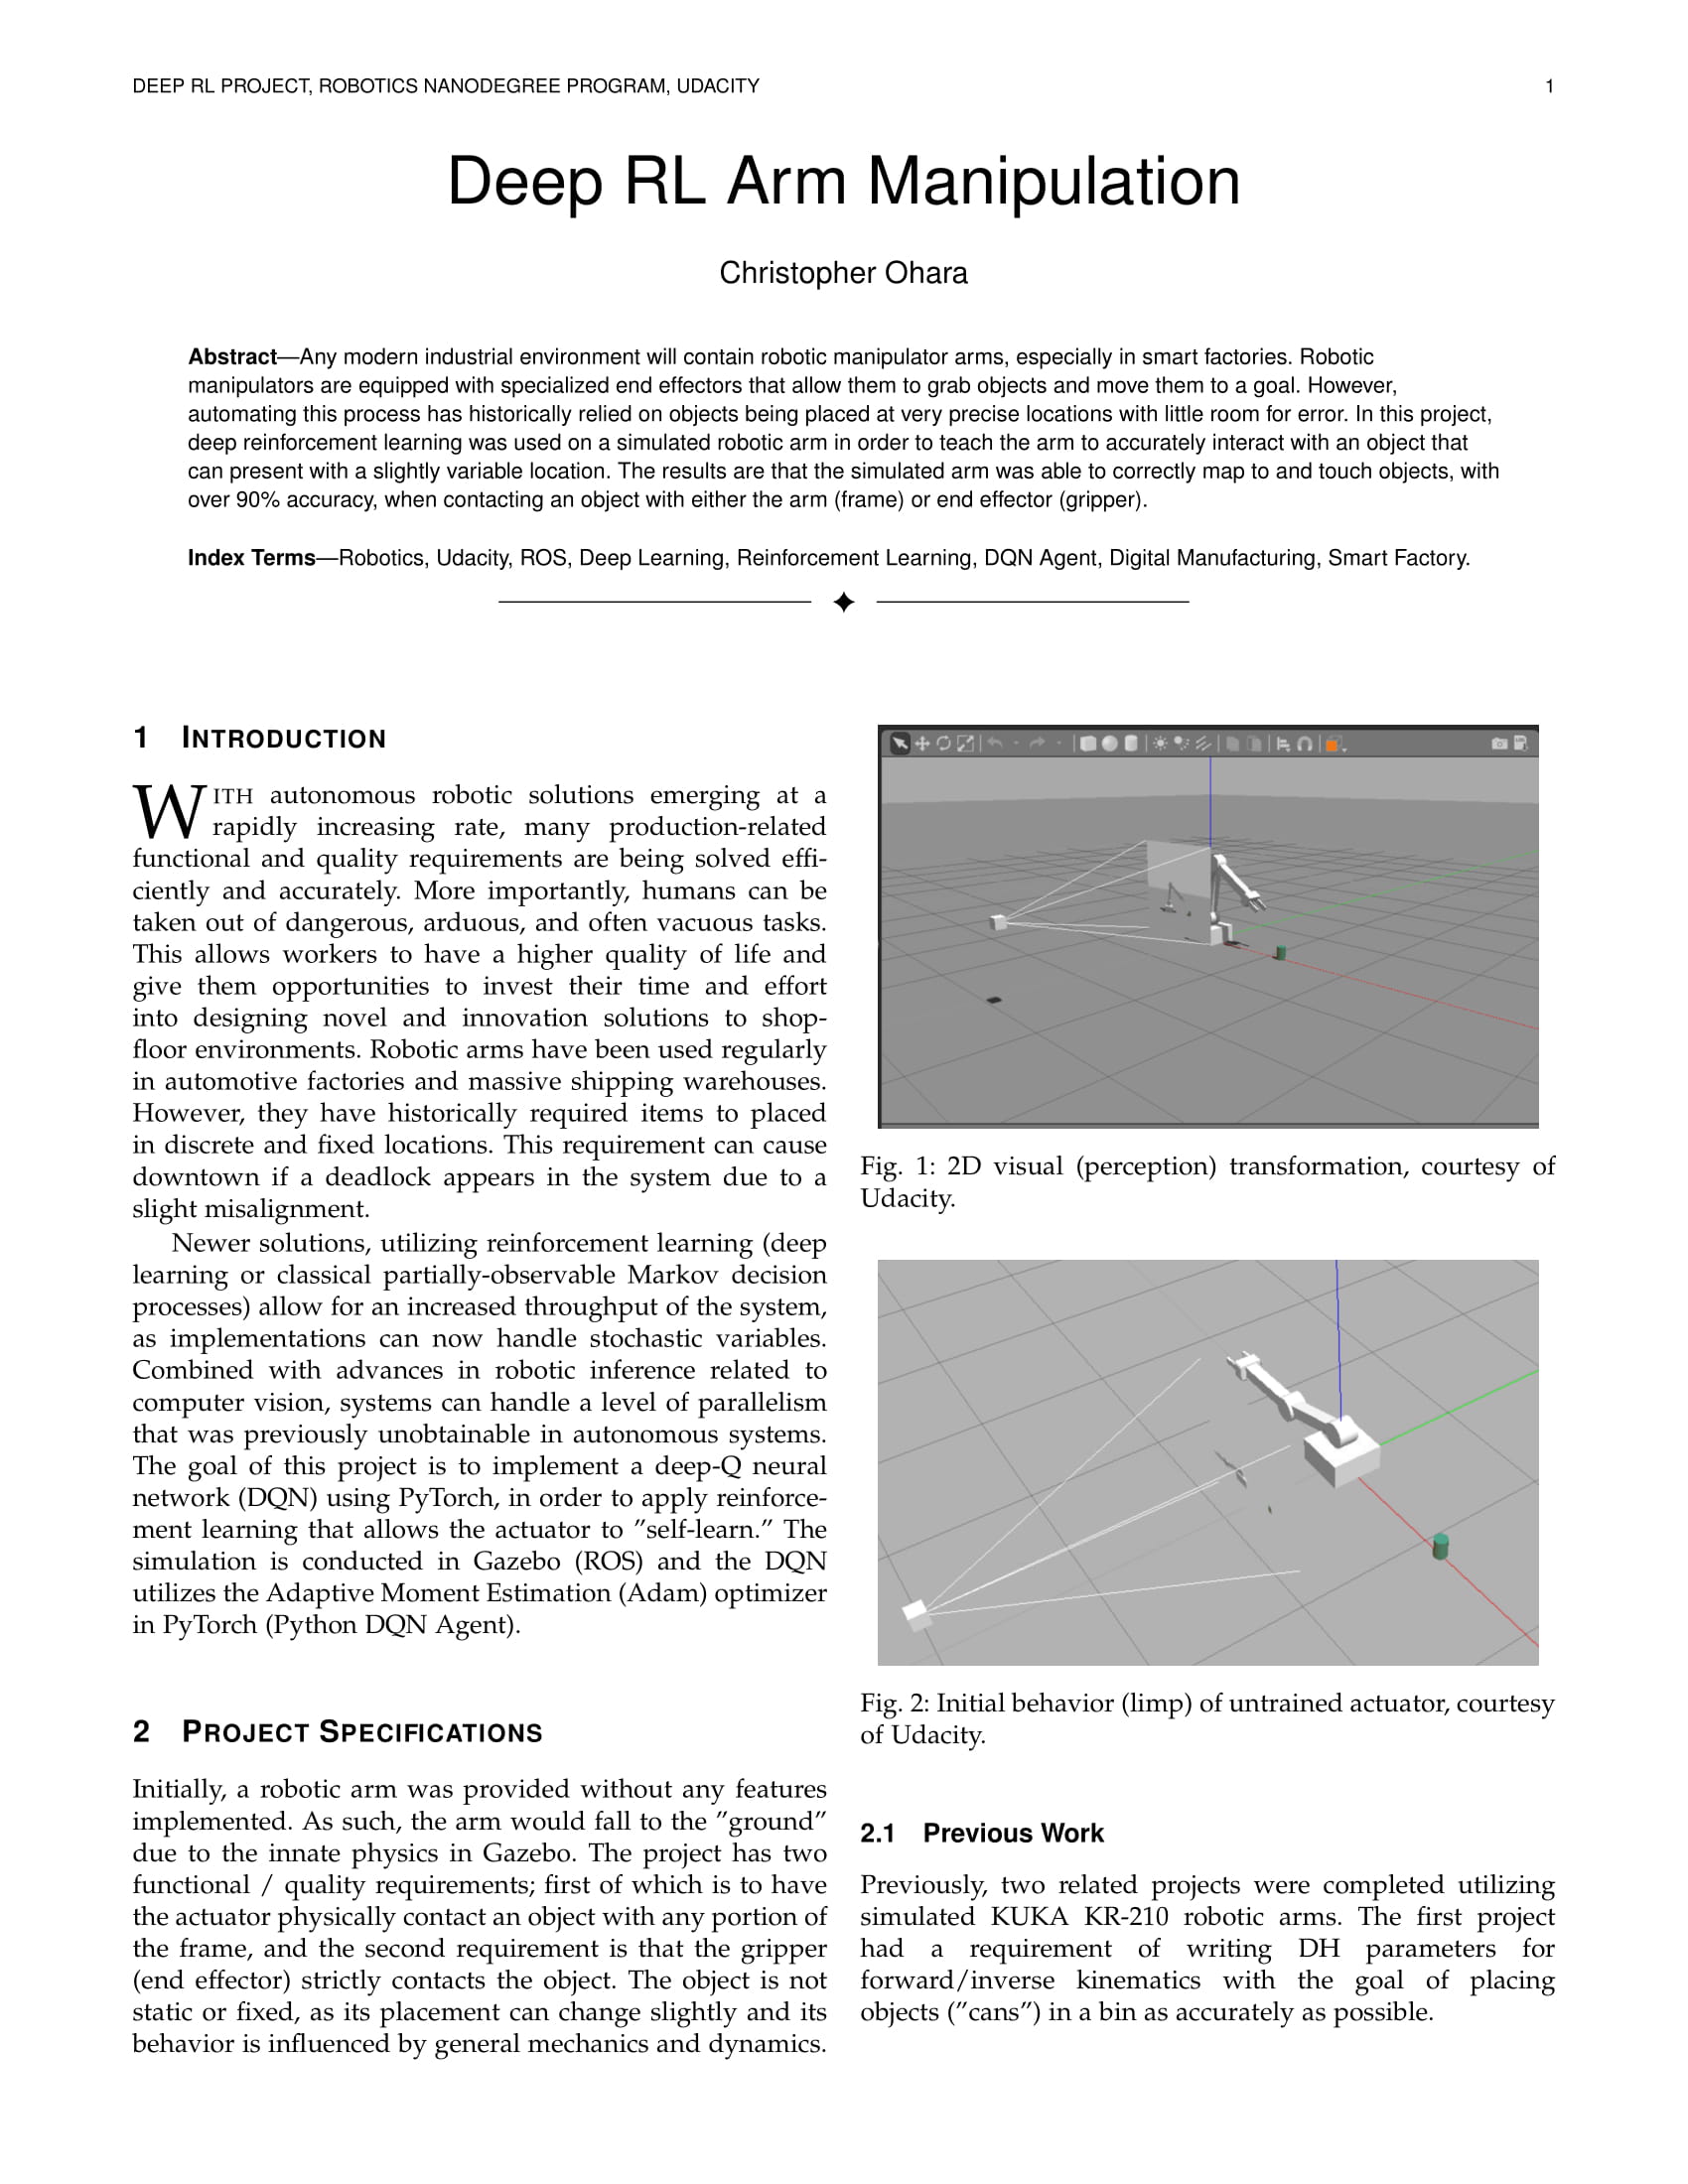 DEEP RL PROJECT, ROBOTICS NANODEGREE PROGRAM, UDACITY 1
Deep RL Arm Manipulation
Christopher Ohara
Abstract—Any modern industrial environment will contain robotic manipulator arms, especially in smart factories. Robotic
manipulators are equipped with specialized end effectors that allow them to grab objects and move them to a goal. However,
automating this process has historically relied on objects being placed at very precise locations with little room for error. In this project,
deep reinforcement learning was used on a simulated robotic arm in order to teach the arm to accurately interact with an object that
can present with a slightly variable location. The results are that the simulated arm was able to correctly map to and touch objects, with
over 90% accuracy, when contacting an object with either the arm (frame) or end effector (gripper).
Index Terms—Robotics, Udacity, ROS, Deep Learning, Reinforcement Learning, DQN Agent, Digital Manufacturing, Smart Factory.
1 INTRODUCTION
WITH autonomous robotic solutions emerging at a
rapidly increasing rate, many production-related
functional and quality requirements are being solved effi-
ciently and accurately. More importantly, humans can be
taken out of dangerous, arduous, and often vacuous tasks.
This allows workers to have a higher quality of life and
give them opportunities to invest their time and effort
into designing novel and innovation solutions to shop-
floor environments. Robotic arms have been used regularly
in automotive factories and massive shipping warehouses.
However, they have historically required items to placed
in discrete and fixed locations. This requirement can cause
downtown if a deadlock appears in the system due to a
slight misalignment.
Newer solutions, utilizing reinforcement learning (deep
learning or classical partially-observable Markov decision
processes) allow for an increased throughput of the system,
as implementations can now handle stochastic variables.
Combined with advances in robotic inference related to
computer vision, systems can handle a level of parallelism
that was previously unobtainable in autonomous systems.
The goal of this project is to implement a deep-Q neural
network (DQN) using PyTorch, in order to apply reinforce-
ment learning that allows the actuator to ”self-learn.” The
simulation is conducted in Gazebo (ROS) and the DQN
utilizes the Adaptive Moment Estimation (Adam) optimizer
in PyTorch (Python DQN Agent).
2 PROJECT SPECIFICATIONS
Initially, a robotic arm was provided without any features
implemented. As such, the arm would fall to the ”ground”
due to the innate physics in Gazebo. The project has two
functional / quality requirements; first of which is to have
the actuator physically contact an object with any portion of
the frame, and the second requirement is that the gripper
(end effector) strictly contacts the object. The object is not
static or fixed, as its placement can change slightly and its
behavior is influenced by general mechanics and dynamics.
Fig. 1: 2D visual (perception) transformation, courtesy of
Udacity.
Fig. 2: Initial behavior (limp) of untrained actuator, courtesy
of Udacity.
2.1 Previous Work
Previously, two related projects were completed utilizing
simulated KUKA KR-210 robotic arms. The first project
had a requirement of writing DH parameters for
forward/inverse kinematics with the goal of placing
objects (”cans”) in a bin as accurately as possible.